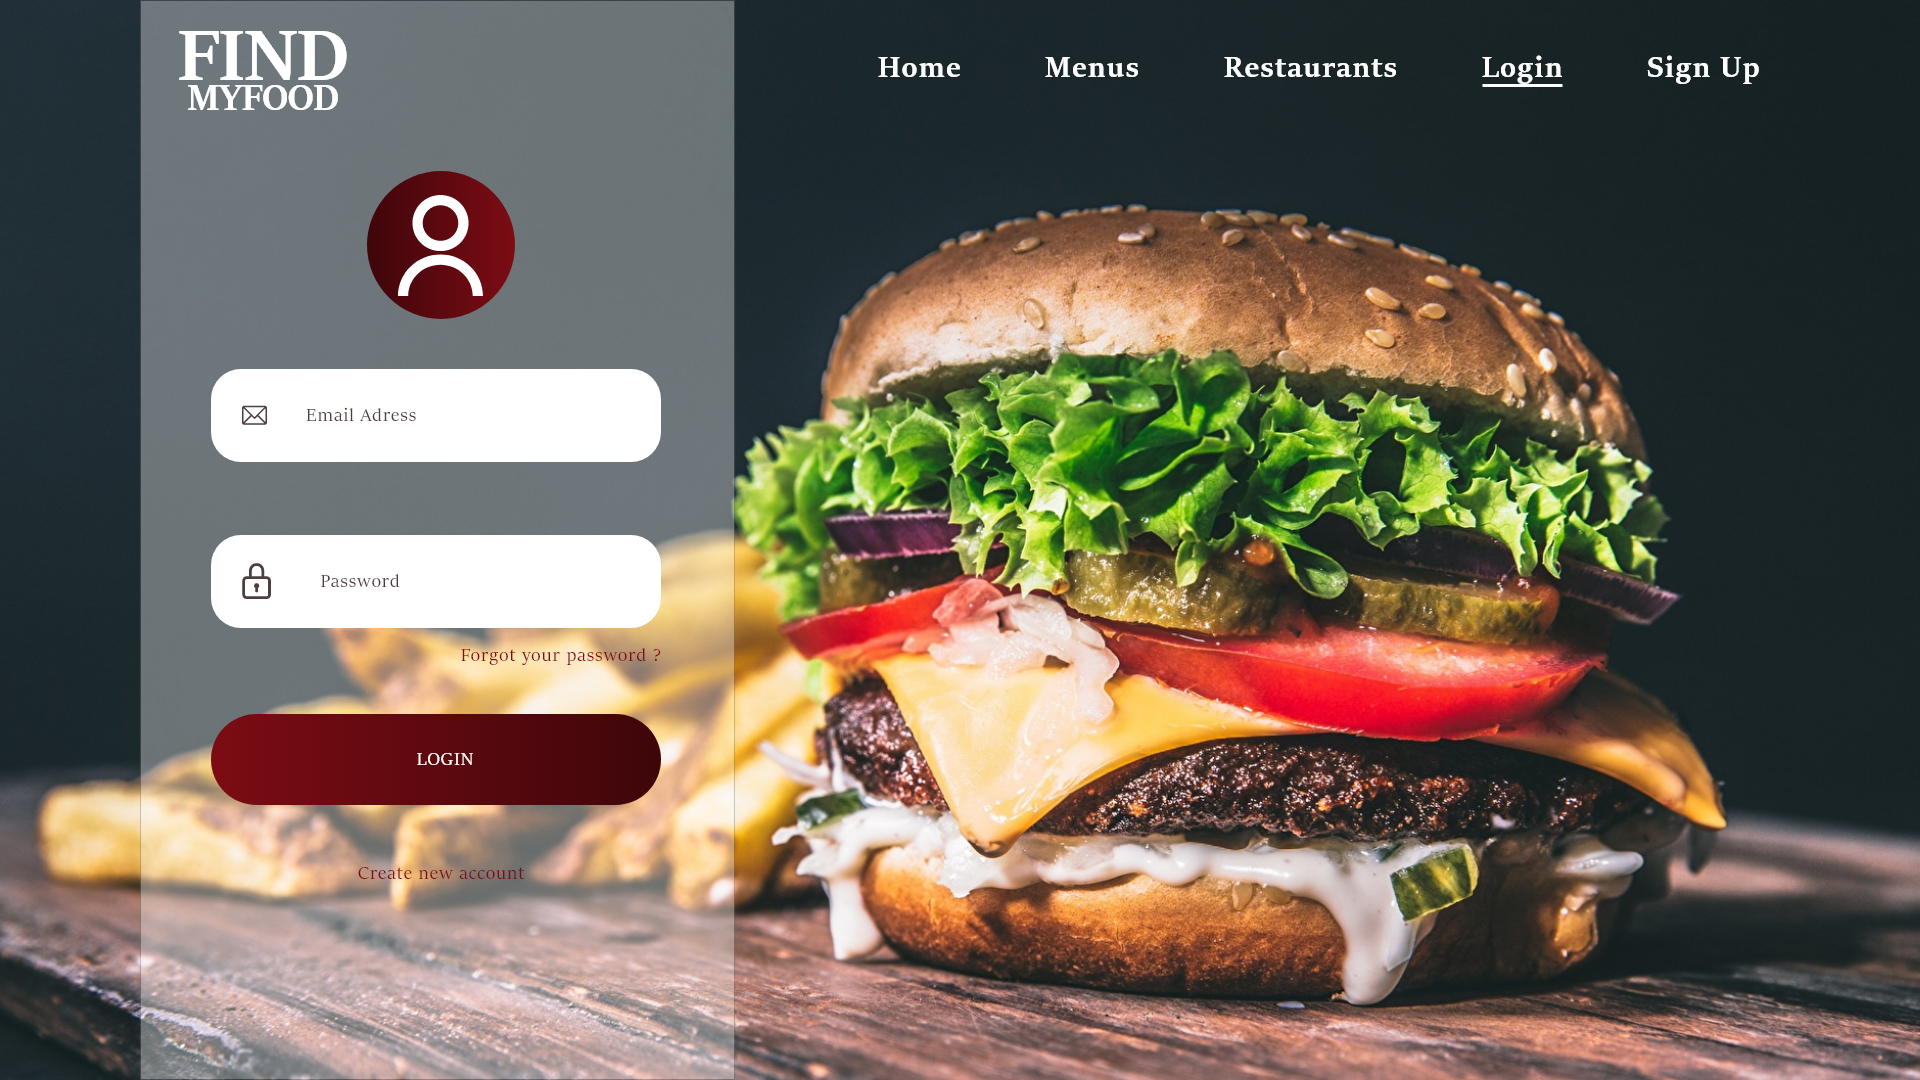 FIND
MYFOOD
Home Menus Restaurants Login Sign Up
Email Adress
Password
Forgot your password ?
LOGIN
Create new account